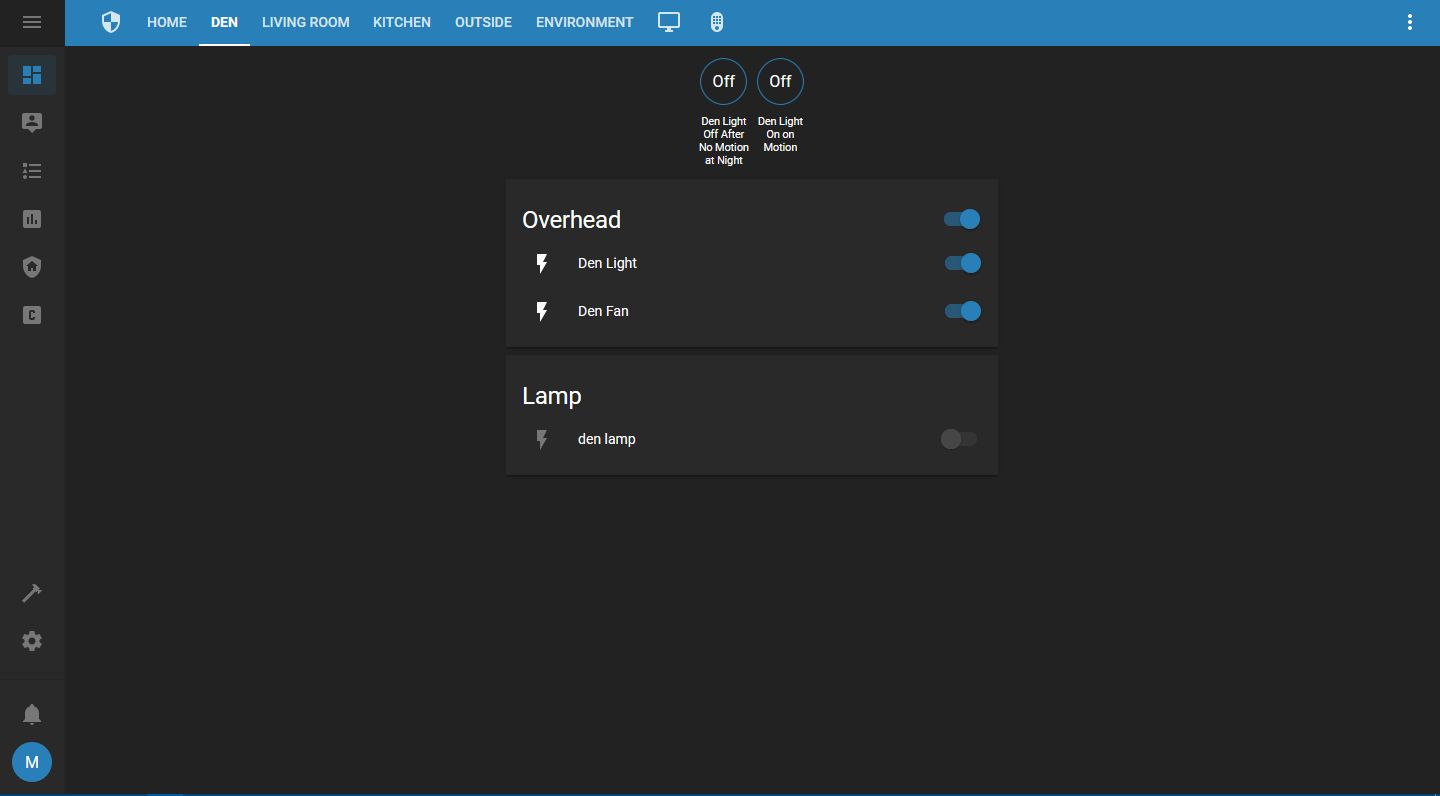 HOME DEN LIVING ROOM KITCHEN OUTSIDE ENVIRONMENT
Off Off
Den Light
Off After
No Motion
at Night
Den Light
On on
Motion
Overhead
Den Light
Den Fan
Lamp
den lamp
C
M